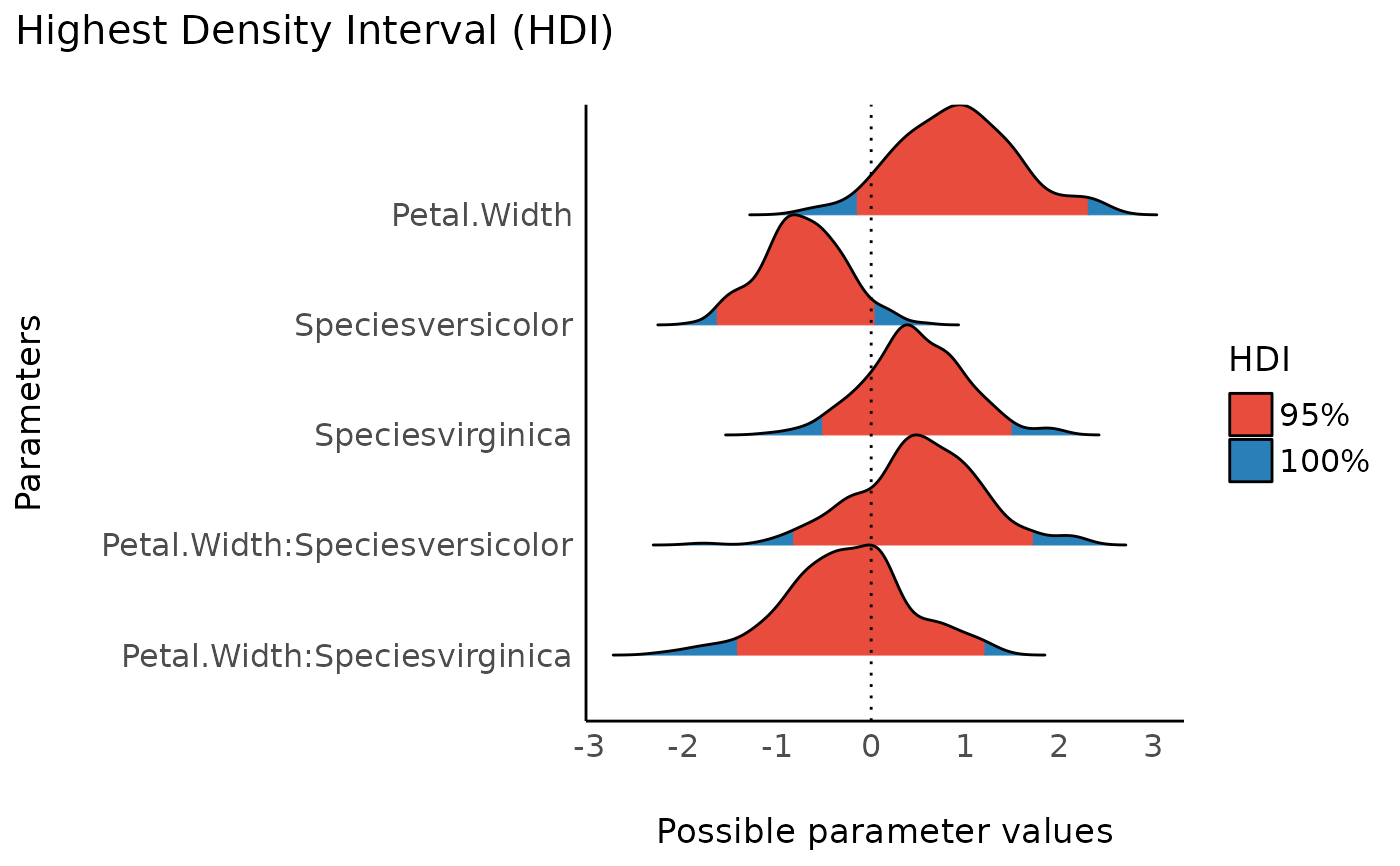 Highest Density Interval (HDI)
Parameters
Petal.Width
Speciesversicolor
Speciesvirginica
Petal.Width:Speciesversicolor
Petal.Width:Speciesvirginica
-3 -2 -1 0 1 2 3
Possible parameter values
HDI
95%
100%